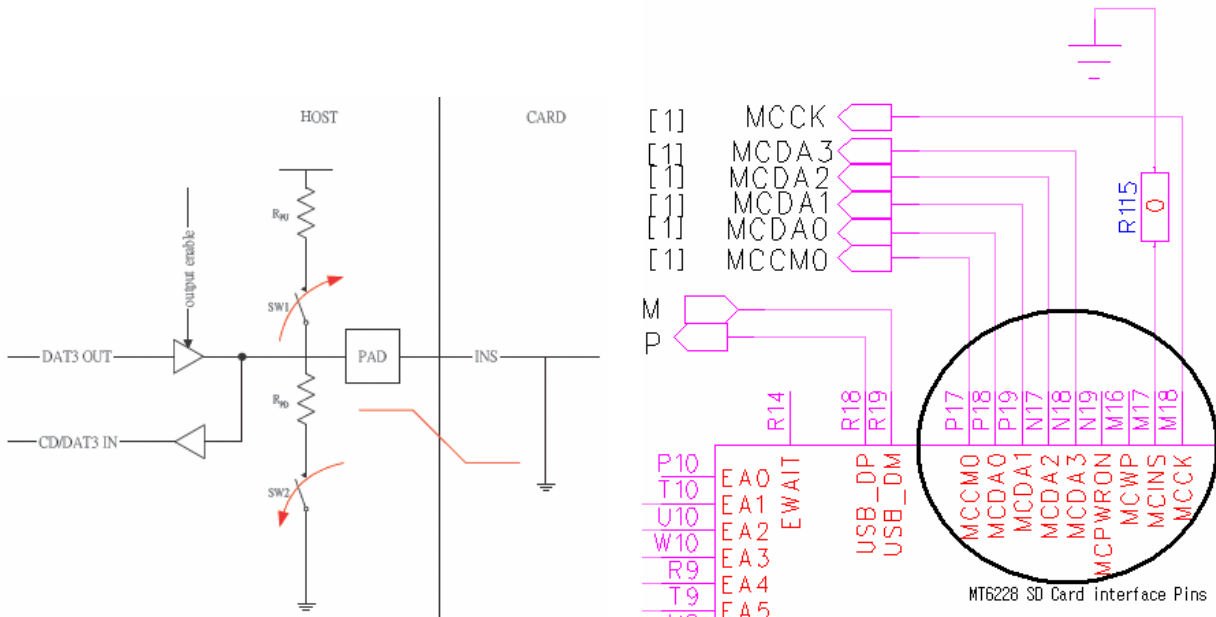 HOST
CARD
R_PU
output enable
SW1
DAT3 OUT
PAD
INS
R_PD
CD/DAT3 IN
SW2
[1] MCCK
[1] MCDA3
[1] MCDA2
[1] MCDA1
[1] MCDA0
[1] MCCM0
R115
0
M
P
R14
R18
R19
P17
P18
P19
N17
N18
N19
M16
M17
M18
EWAIT
USB_DP
USB_DM
MCCM0
MCDA0
MCDA1
MCDA2
MCDA3
MCPWRON
MCWP
MCINS
MCCK
P10
EA0
T10
EA1
U10
EA2
W10
EA3
R9
EA4
T9
EA5
MT6228 SD Card interface Pins